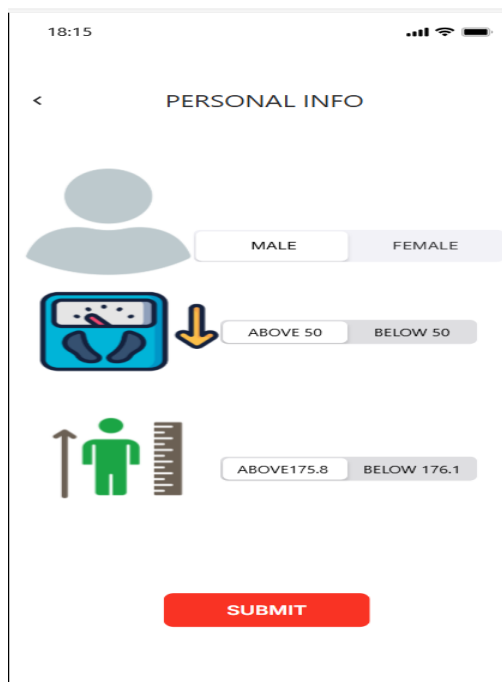 18:15
< PERSONAL INFO
MALE FEMALE
ABOVE 50 BELOW 50
ABOVE175.8 BELOW 176.1
SUBMIT